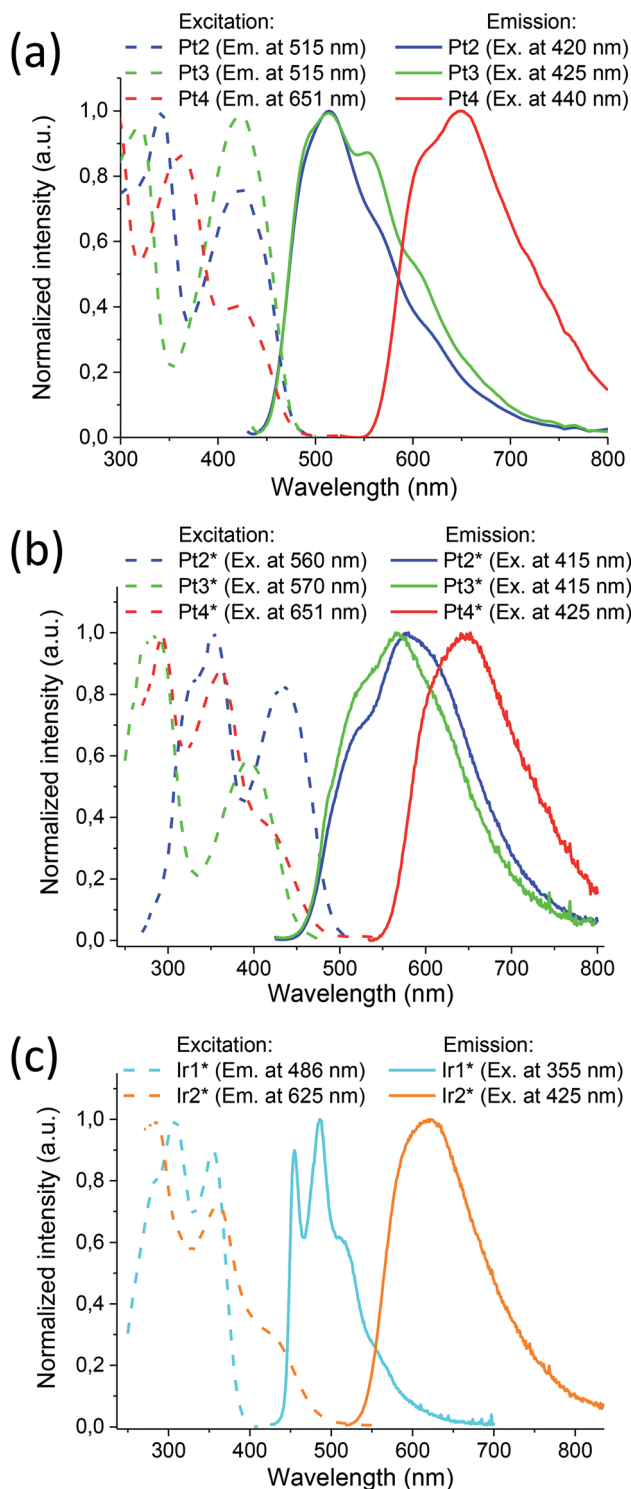 (a)
Excitation: Emission:
Pt2 (Em. at 515 nm) Pt2 (Ex. at 420 nm)
Pt3 (Em. at 515 nm) Pt3 (Ex. at 425 nm)
Pt4 (Em. at 651 nm) Pt4 (Ex. at 440 nm)
Normalized intensity (a.u.)
1,0
0,8
0,6
0,4
0,2
0,0
300 400 500 600 700 800
Wavelength (nm)
(b)
Excitation: Emission:
Pt2* (Ex. at 560 nm) Pt2* (Ex. at 415 nm)
Pt3* (Ex. at 570 nm) Pt3* (Ex. at 415 nm)
Pt4* (Ex. at 651 nm) Pt4* (Ex. at 425 nm)
Normalized intensity (a.u.)
1,0
0,8
0,6
0,4
0,2
0,0
300 400 500 600 700 800
Wavelength (nm)
(c)
Excitation: Emission:
Ir1* (Em. at 486 nm) Ir1* (Ex. at 355 nm)
Ir2* (Em. at 625 nm) Ir2* (Ex. at 425 nm)
Normalized intensity (a.u.)
1,0
0,8
0,6
0,4
0,2
0,0
300 400 500 600 700 800
Wavelength (nm)